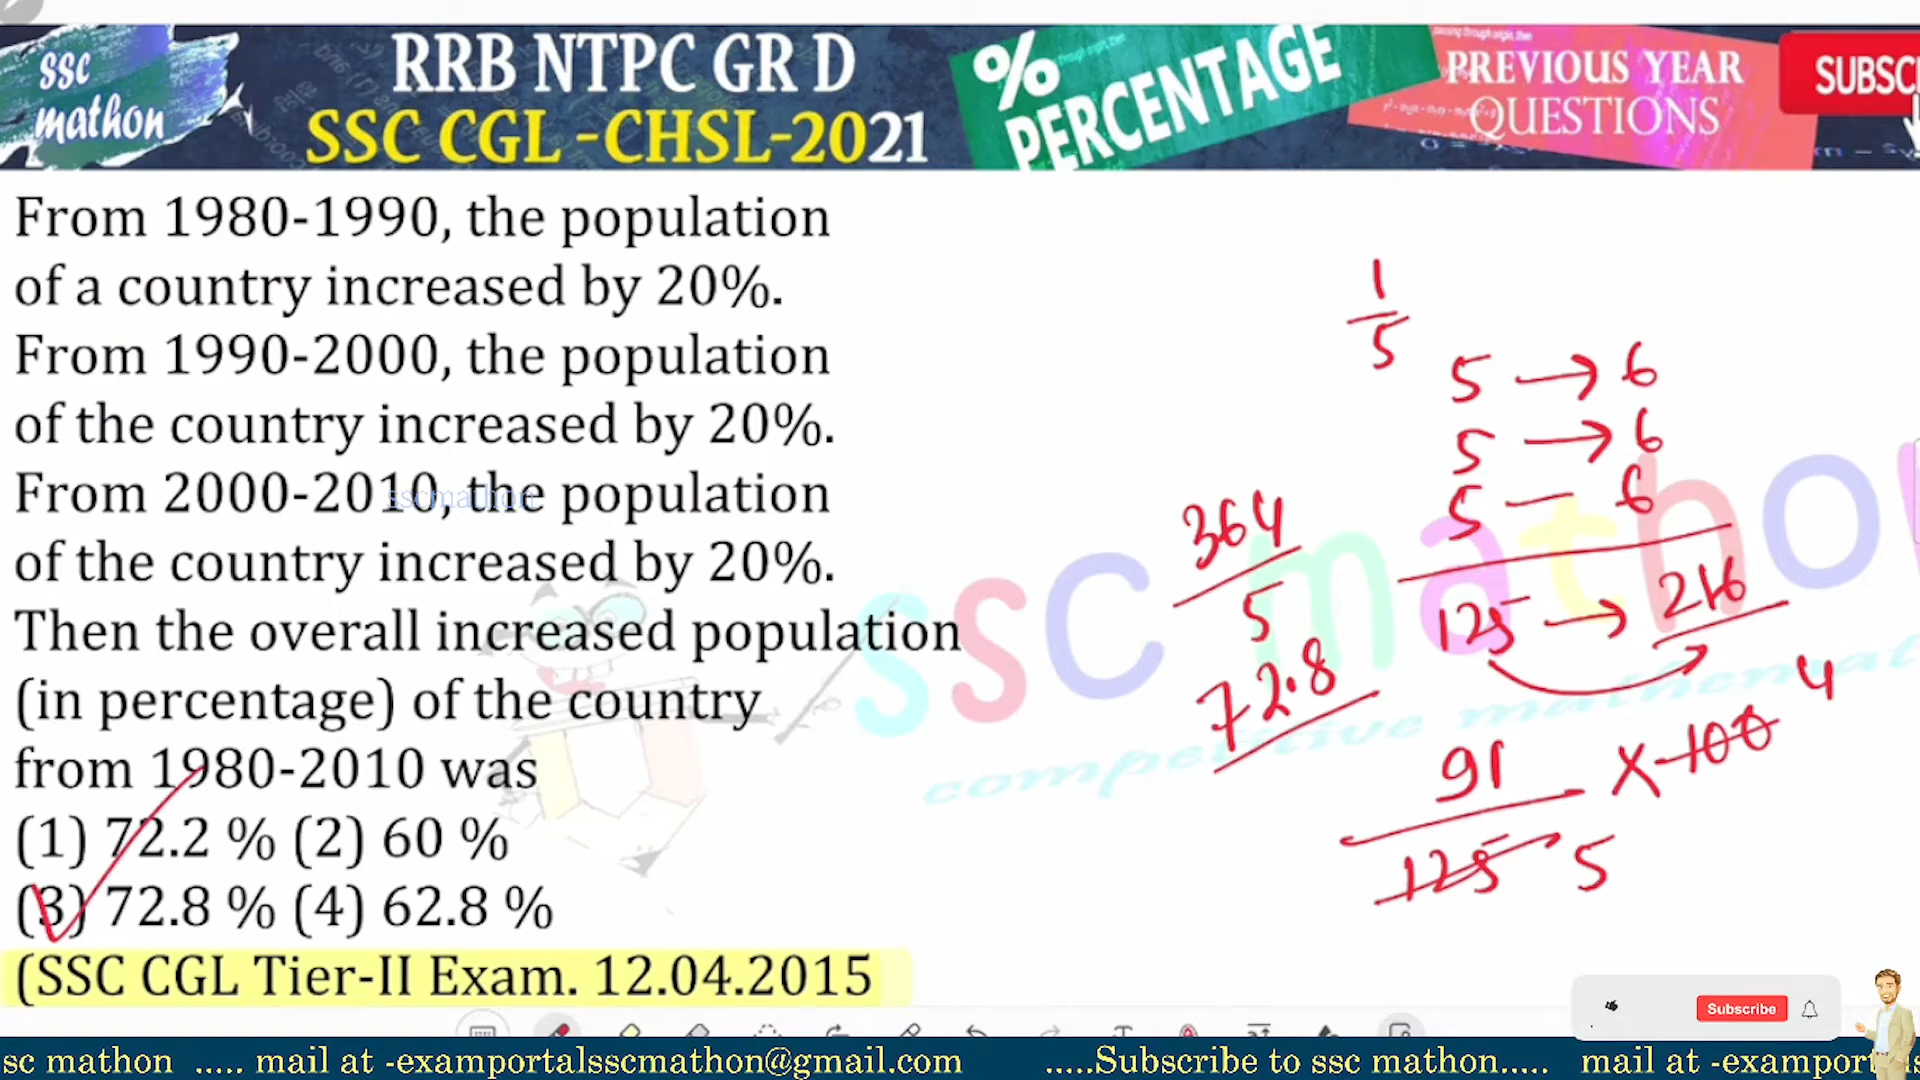 ssc
mathon
RRB NTPC GR D
SSC CGL -CHSL-2021
%
PERCENTAGE
PREVIOUS YEAR
QUESTIONS
From 1980-1990, the population
of a country increased by 20%.
From 1990-2000, the population
of the country increased by 20%.
From 2000-2010, the population
sscmathon
of the country increased by 20%.
Then the overall increased population
(in percentage) of the country
from 1980-2010 was
(1) 72.2 % (2) 60 %
(3) 72.8 % (4) 62.8 %
(SSC CGL Tier-II Exam. 12.04.2015
1
5
5 → 6
5 → 6
5 — 6
125 → 216
91
125 5
x 100 4
364
5
72.8
ssc mathon
Subscribe
sc mathon ..... mail at -examportalsscmathon@gmail.com .....Subscribe to ssc mathon..... mail at